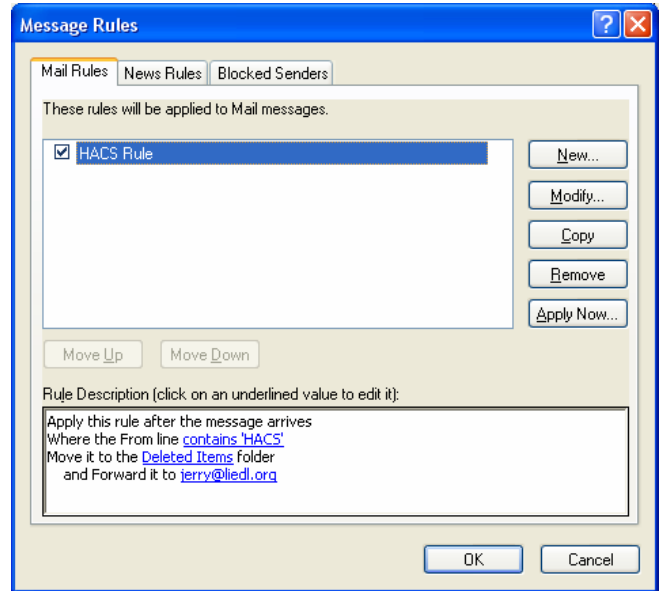 Message Rules
Mail Rules
News Rules
Blocked Senders
These rules will be applied to Mail messages.
HACS Rule
New...
Modify...
Copy
Remove
Apply Now...
Move Up
Move Down
Rule Description (click on an underlined value to edit it):
Apply this rule after the message arrives
Where the From line contains 'HACS'
Move it to the Deleted Items folder
and Forward it to jerry@liedl.org
OK
Cancel